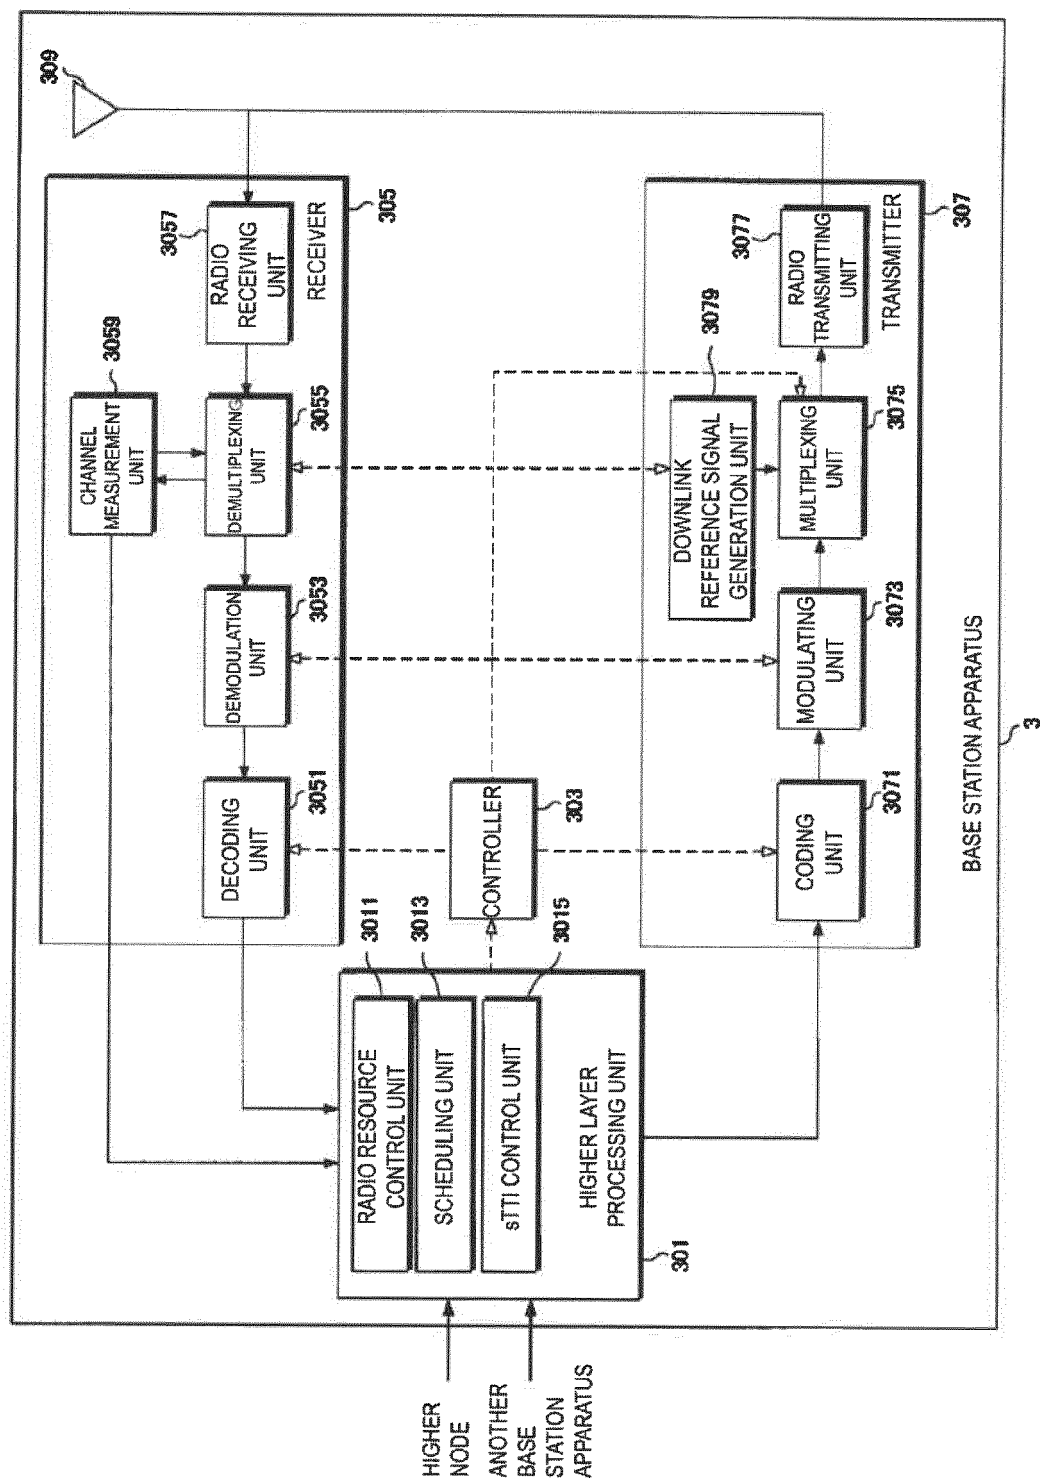 309
3059
CHANNEL
MEASUREMENT
UNIT
3057
RADIO
RECEIVING
UNIT
RECEIVER
305
3055
DEMULTIPLEXING
UNIT
3053
DEMODULATION
UNIT
3051
DECODING
UNIT
CONTROLLER
303
3011
RADIO RESOURCE
CONTROL UNIT
3013
SCHEDULING UNIT
3015
sTTI CONTROL UNIT
HIGHER LAYER
PROCESSING UNIT
301
HIGHER
NODE
ANOTHER
BASE
STATION
APPARATUS
3079
DOWNLINK
REFERENCE SIGNAL
GENERATION UNIT
3077
RADIO
TRANSMITTING
UNIT
TRANSMITTER
307
MULTIPLEXING
UNIT
3075
MODULATING
UNIT
3073
CODING
UNIT
3071
BASE STATION APPARATUS
3